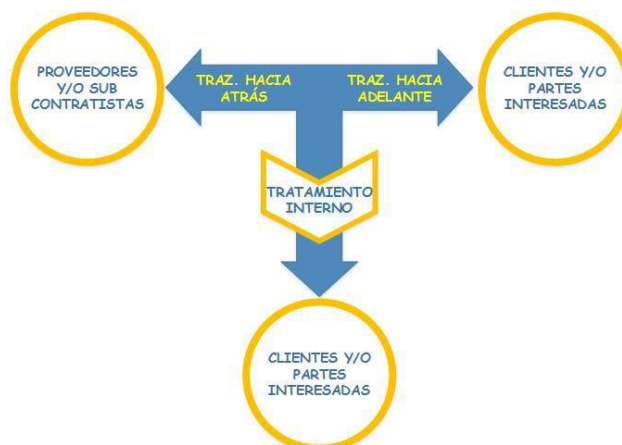 PROVEEDORES
Y/O SUB
CONTRATISTAS
TRAZ. HACIA
ATRÁS
TRAZ. HACIA
ADELANTE
CLIENTES Y/O
PARTES
INTERESADAS
TRATAMIENTO
INTERNO
CLIENTES Y/O
PARTES
INTERESADAS